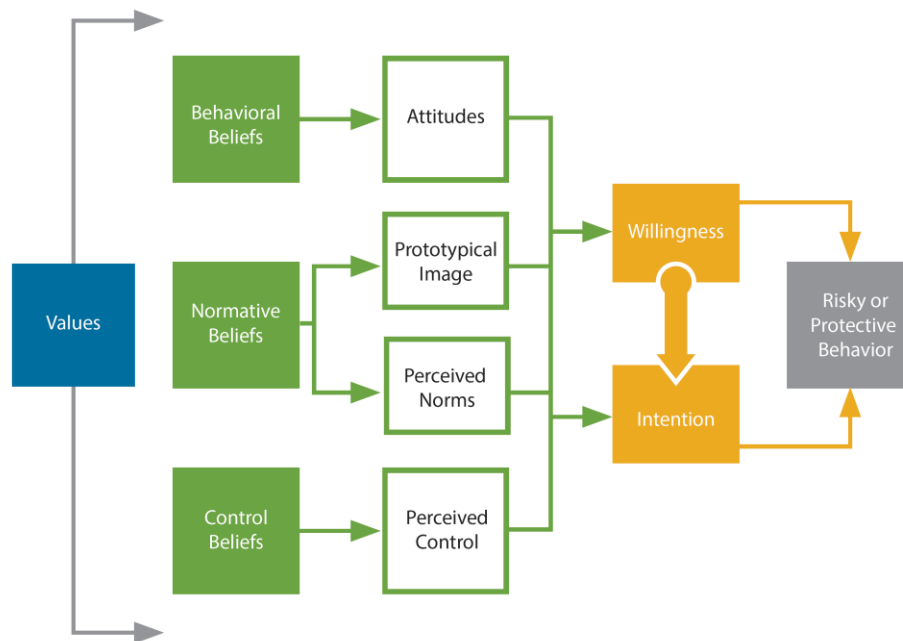 Values
Behavioral
Beliefs
Attitudes
Normative
Beliefs
Prototypical
Image
Perceived
Norms
Control
Beliefs
Perceived
Control
Willingness
Intention
Risky or
Protective
Behavior